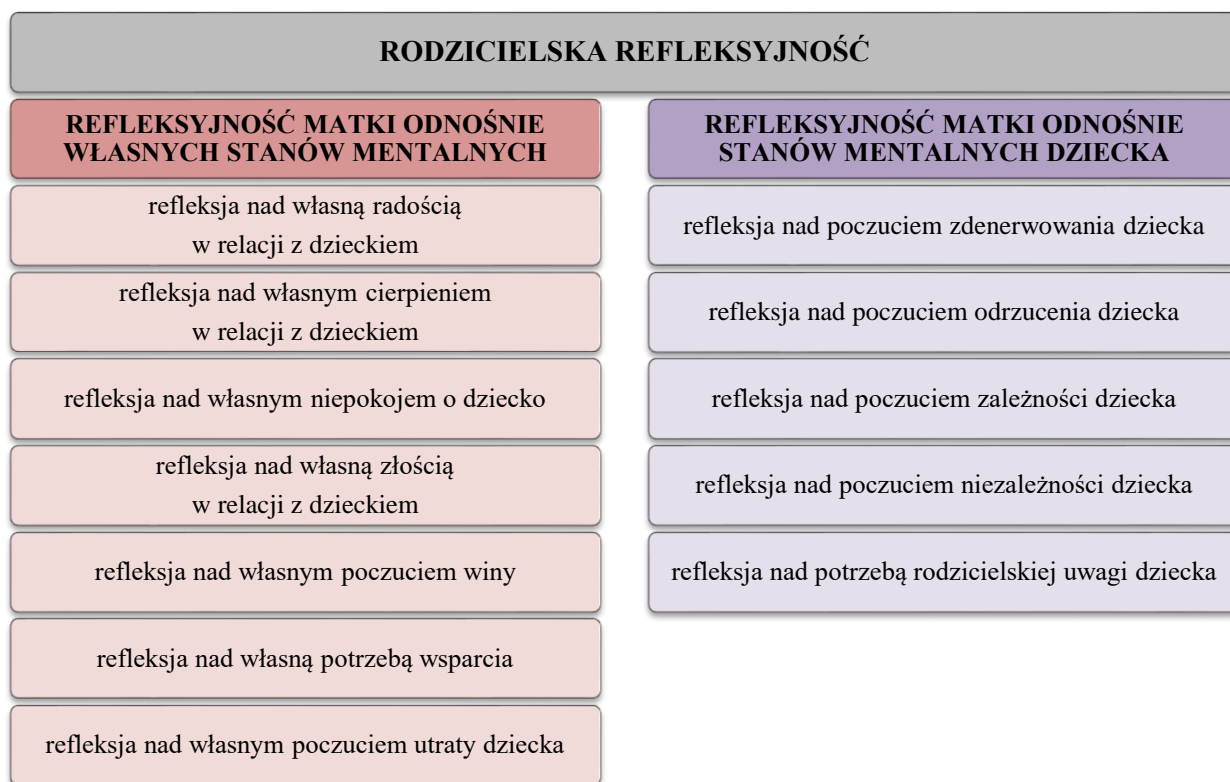 RODZICIELSKA REFLEKSYJNOŚĆ
REFLEKSYJNOŚĆ MATKI ODNOŚNIE
WŁASNYCH STANÓW MENTALNYCH
refleksja nad własną radością
w relacji z dzieckiem
refleksja nad własnym cierpieniem
w relacji z dzieckiem
refleksja nad własnym niepokojem o dziecko
refleksja nad własną złością
w relacji z dzieckiem
refleksja nad własnym poczuciem winy
refleksja nad własną potrzebą wsparcia
refleksja nad własnym poczuciem utraty dziecka
REFLEKSYJNOŚĆ MATKI ODNOŚNIE
STANÓW MENTALNYCH DZIECKA
refleksja nad poczuciem zdenerwowania dziecka
refleksja nad poczuciem odrzucenia dziecka
refleksja nad poczuciem zależności dziecka
refleksja nad poczuciem niezależności dziecka
refleksja nad potrzebą rodzicielskiej uwagi dziecka